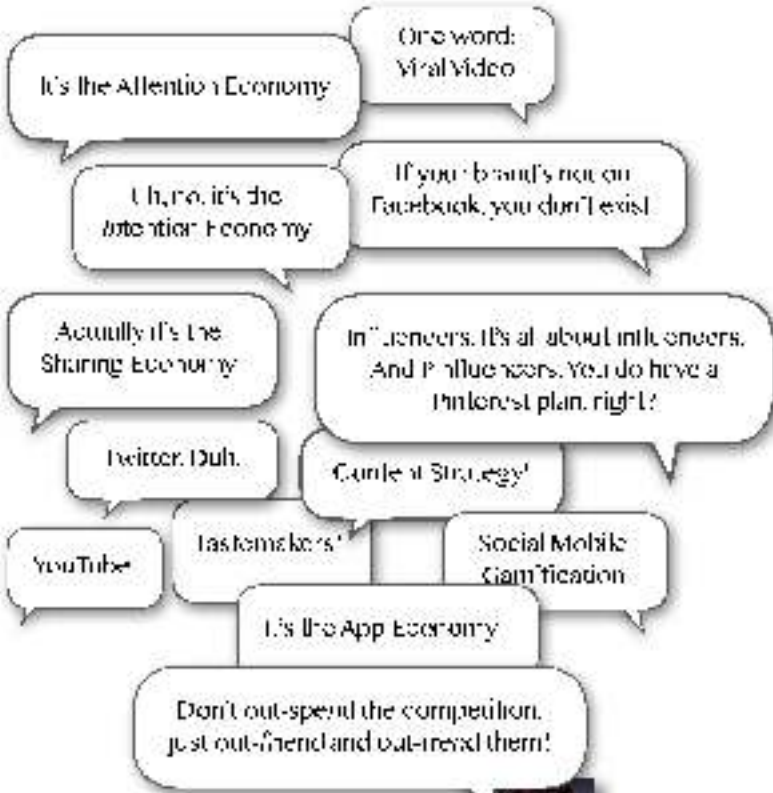 It's the Attention Economy
One word:
Viral Video
Uh, no, it's the
Intention Economy
If your brand's not on
Facebook, you don't exist
Actually it's the
Sharing Economy
Influencers. It's all about influencers.
And Pinfluencers. You do have a
Pinterest plan, right?
Twitter. Duh.
Content Strategy!
YouTube
Tastemakers!
Social Mobile
Gamification
It's the App Economy
Don't out-spend the competition,
just out-friend and out-trend them!